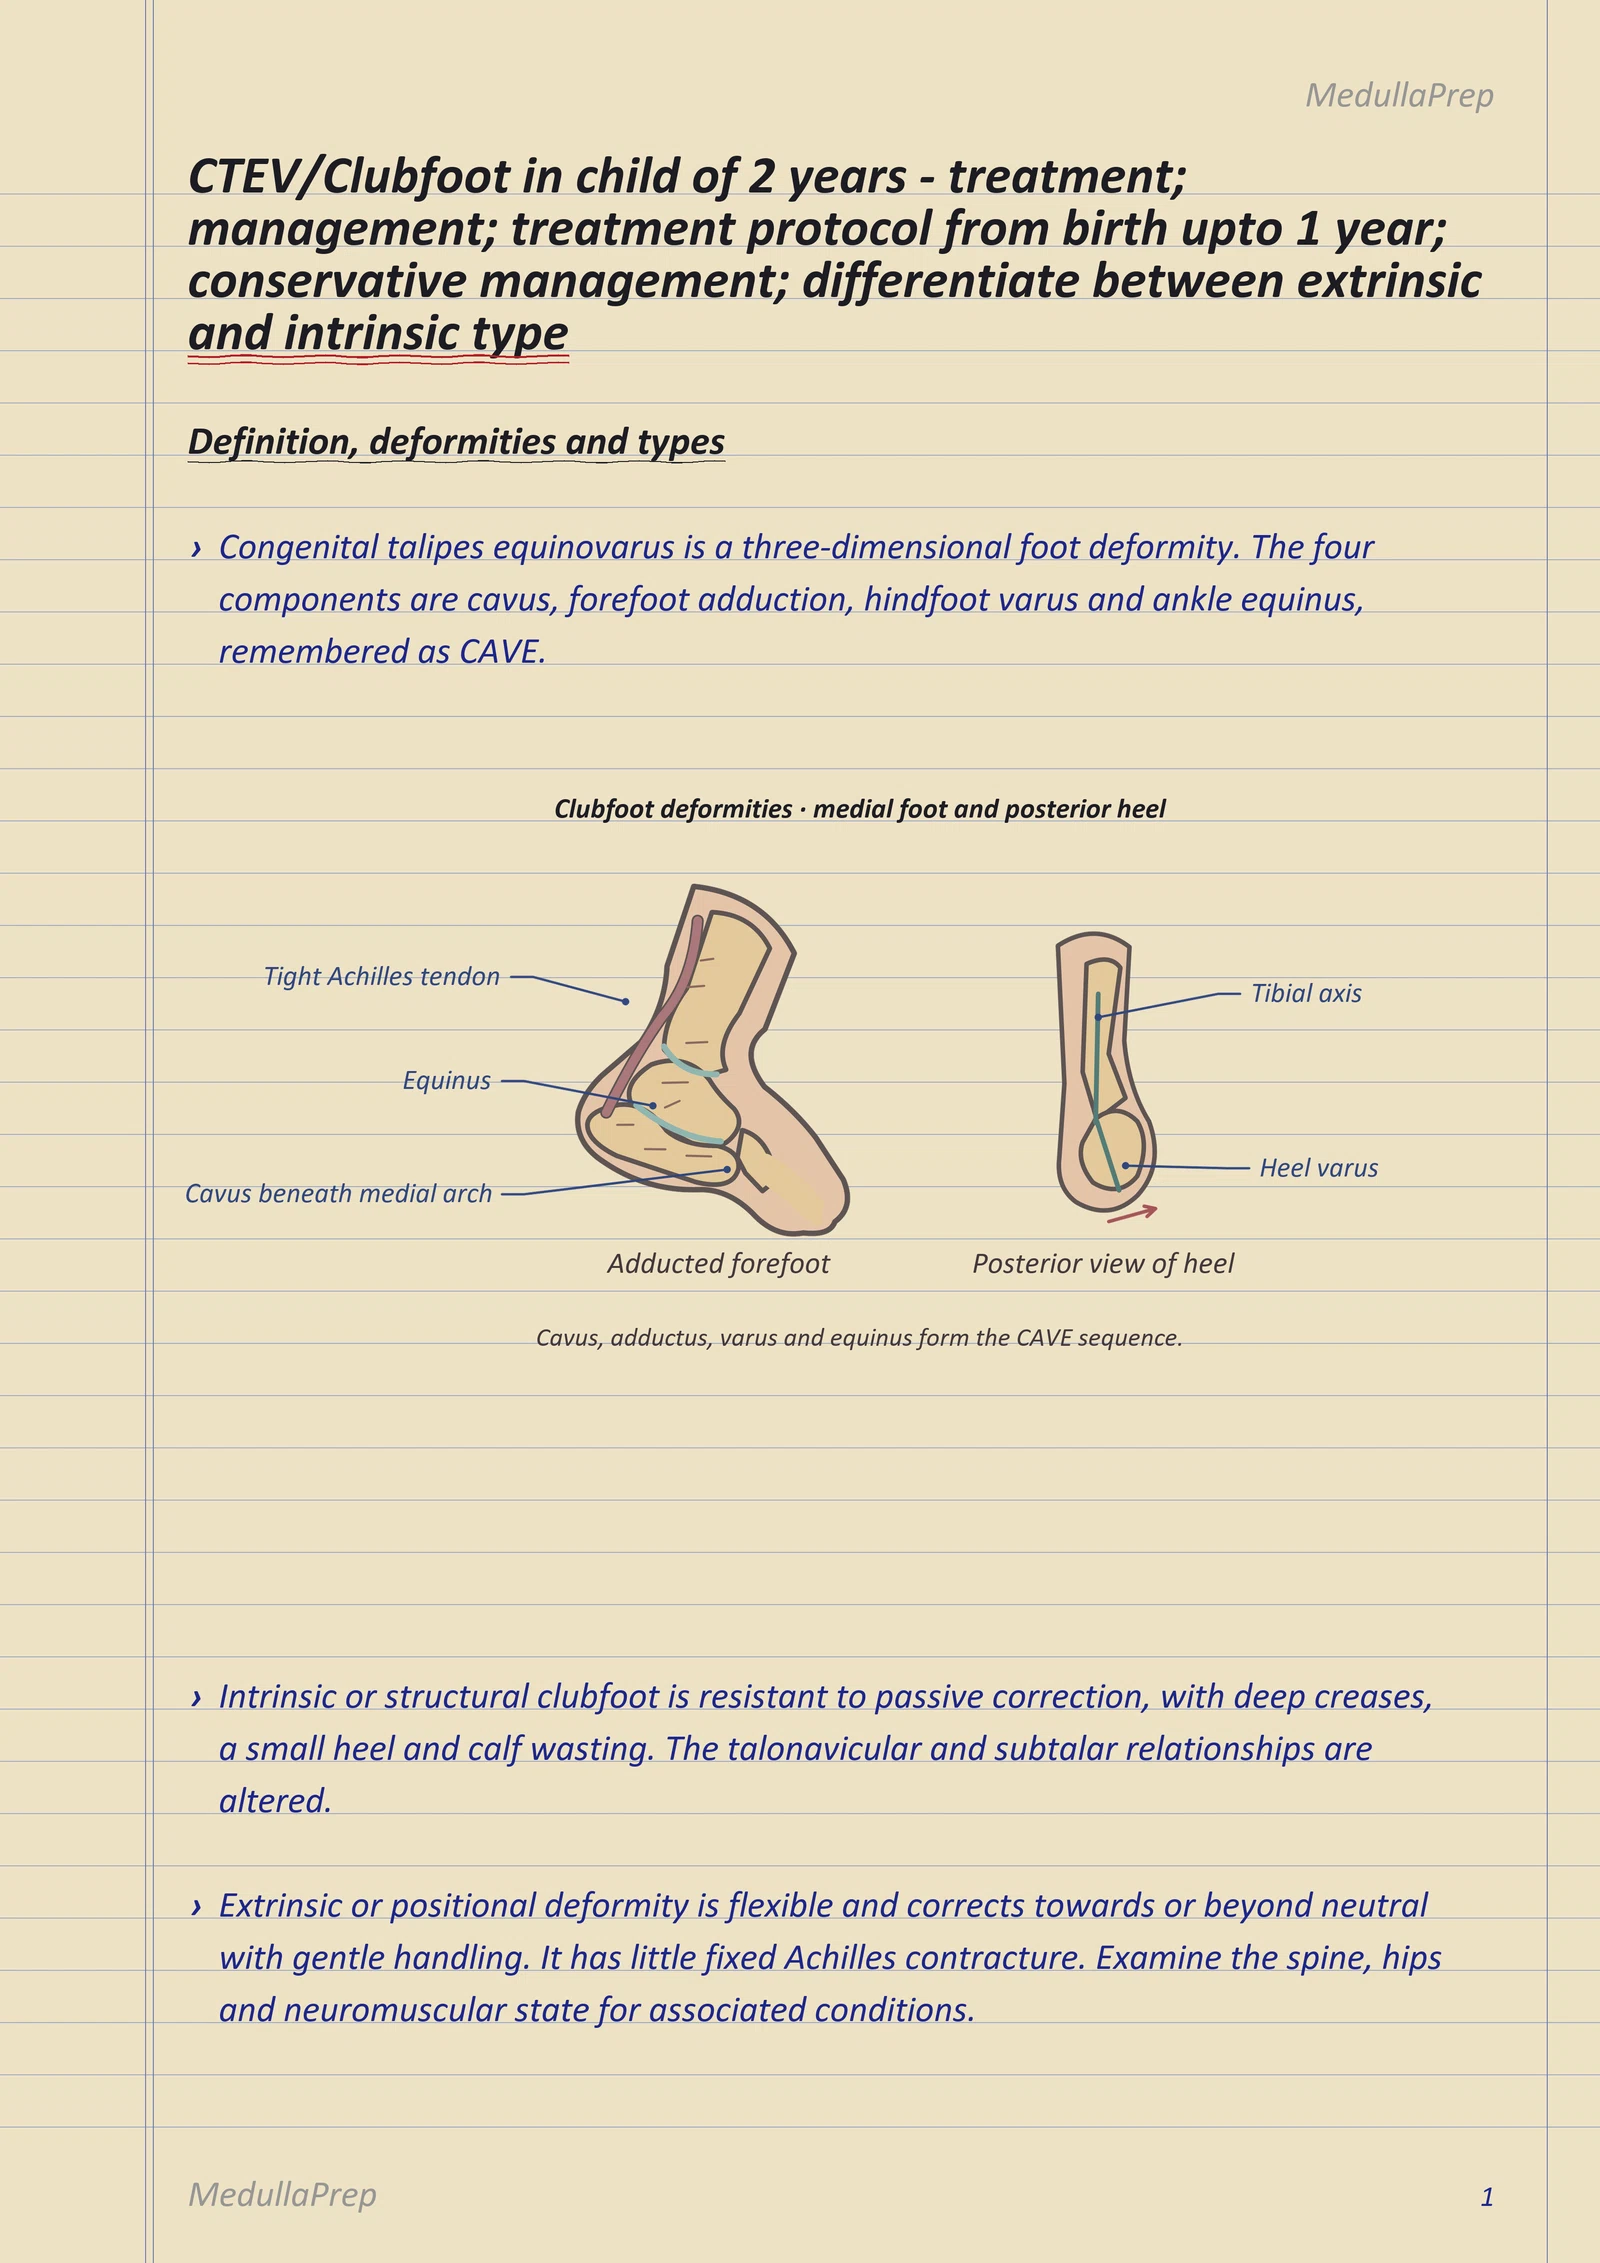 MedullaPrep
CTEV/Clubfoot in child of 2 years - treatment;
management; treatment protocol from birth upto 1 year;
conservative management; differentiate between extrinsic
and intrinsic type
Definition, deformities and types
› Congenital talipes equinovarus is a three-dimensional foot deformity. The four
components are cavus, forefoot adduction, hindfoot varus and ankle equinus,
remembered as CAVE.
Clubfoot deformities · medial foot and posterior heel
Tight Achilles tendon
Tibial axis
Equinus
Heel varus
Cavus beneath medial arch
Adducted forefoot
Posterior view of heel
Cavus, adductus, varus and equinus form the CAVE sequence.
› Intrinsic or structural clubfoot is resistant to passive correction, with deep creases,
a small heel and calf wasting. The talonavicular and subtalar relationships are
altered.
› Extrinsic or positional deformity is flexible and corrects towards or beyond neutral
with gentle handling. It has little fixed Achilles contracture. Examine the spine, hips
and neuromuscular state for associated conditions.
MedullaPrep
1